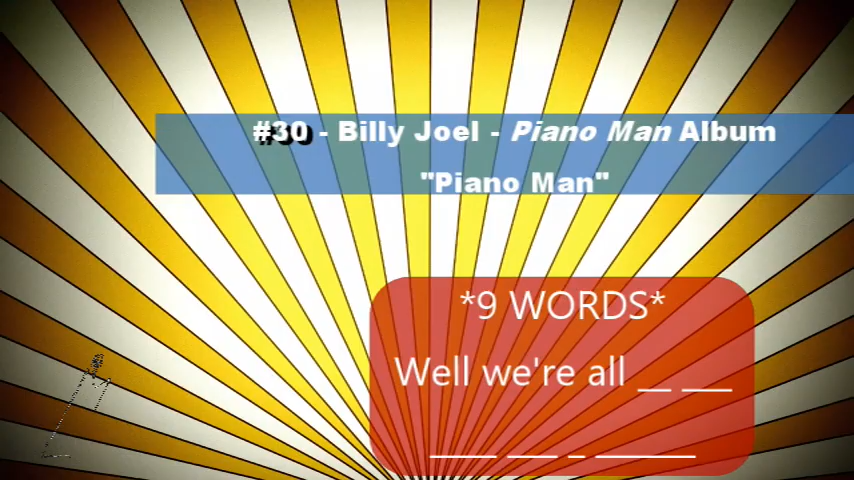 #30 - Billy Joel - Piano Man Album
"Piano Man"
*9 WORDS*
Well we're all __ ___
____ ___ _ ______